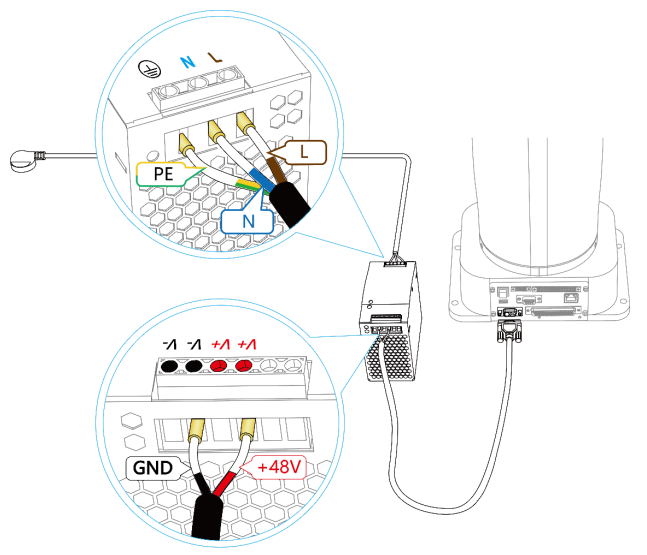 N L
L
PE
N
-V -V +V +V
GND
+48V